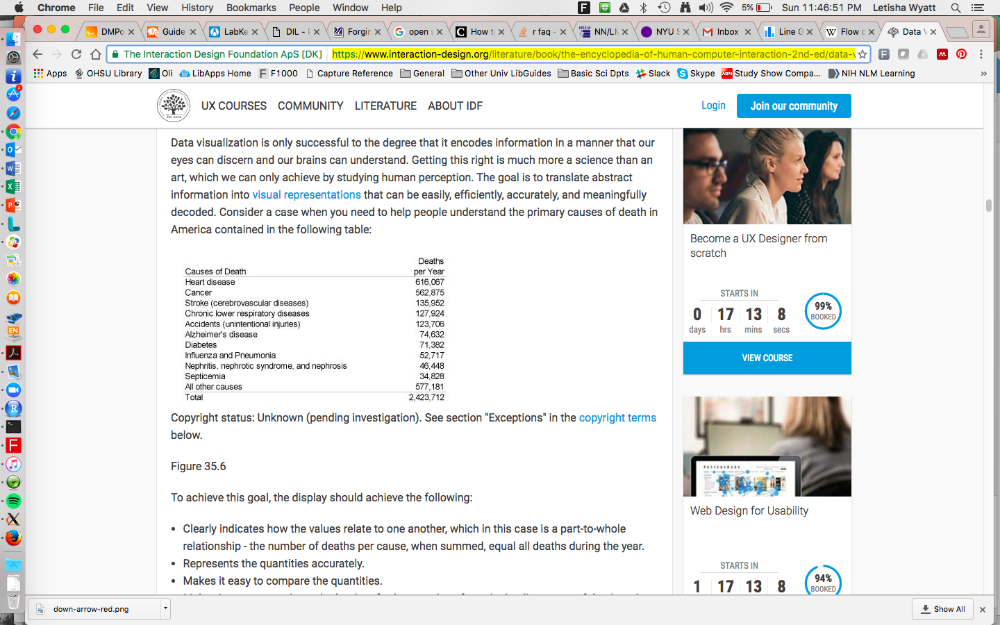 Chrome File Edit View History Bookmarks People Window Help 5% Sun 11:46:51 PM Letisha Wyatt
DMPo Guide LabKe DIL - F Forgin open s How to r faq - NN/LM NYU S Inbox Line G Flow c Data V
The Interaction Design Foundation ApS [DK] https://www.interaction-design.org/literature/book/the-encyclopedia-of-human-computer-interaction-2nd-ed/data-v
Apps OHSU Library Oli LibApps Home F1000 Capture Reference General Other Univ LibGuides Basic Sci Dpts Slack Skype Study Show Compa... NIH NLM Learning »
UX COURSES COMMUNITY LITERATURE ABOUT IDF Login Join our community
Data visualization is only successful to the degree that it encodes information in a manner that our
eyes can discern and our brains can understand. Getting this right is much more a science than an
art, which we can only achieve by studying human perception. The goal is to translate abstract
information into visual representations that can be easily, efficiently, accurately, and meaningfully
decoded. Consider a case when you need to help people understand the primary causes of death in
America contained in the following table:
Deaths
Causes of Death per Year
Heart disease 616,067
Cancer 562,875
Stroke (cerebrovascular diseases) 135,952
Chronic lower respiratory diseases 127,924
Accidents (unintentional injuries) 123,706
Alzheimer's disease 74,632
Diabetes 71,382
Influenza and Pneumonia 52,717
Nephritis, nephrotic syndrome, and nephrosis 46,448
Septicemia 34,828
All other causes 577,181
Total 2,423,712
Copyright status: Unknown (pending investigation). See section "Exceptions" in the copyright terms
below.
Figure 35.6
To achieve this goal, the display should achieve the following:
• Clearly indicates how the values relate to one another, which in this case is a part-to-whole
relationship - the number of deaths per cause, when summed, equal all deaths during the year.
• Represents the quantities accurately.
• Makes it easy to compare the quantities.
Become a UX Designer from
scratch
STARTS IN
0 17 13 8
days hrs mins secs
99%
BOOKED
VIEW COURSE
Web Design for Usability
STARTS IN
1 17 13 8
94%
BOOKED
down-arrow-red.png
Show All